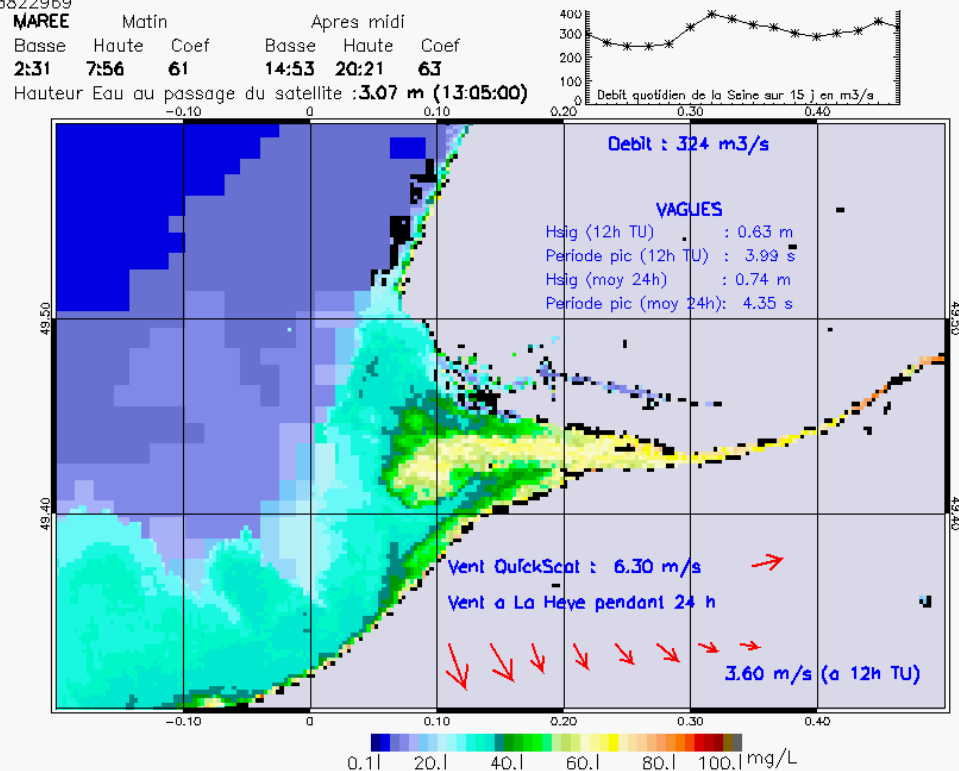 MAREE Matin Apres midi
Basse Haute Coef Basse Haute Coef
2:31 7:56 61 14:53 20:21 63
Hauteur Eau au passage du satellite : 3.07 m (13:05:00)
400
300
200
100
0
Debit quotidien de la Seine sur 15 j en m3/s
-0.10 0 0.10 0.20 0.30 0.40
Debit : 324 m3/s
VAGUES
Hsig (12h TU) : 0.63 m
Periode pic (12h TU) : 3.99 s
Hsig (moy 24h) : 0.74 m
Periode pic (moy 24h): 4.35 s
49.50 49.50
49.40 49.40
Vent QuickScat : 6.30 m/s
Vent a La Heve pendant 24 h
3.60 m/s (a 12h TU)
-0.10 0 0.10 0.20 0.30 0.40
0.1 20. 40. 60. 80. 100. mg/L